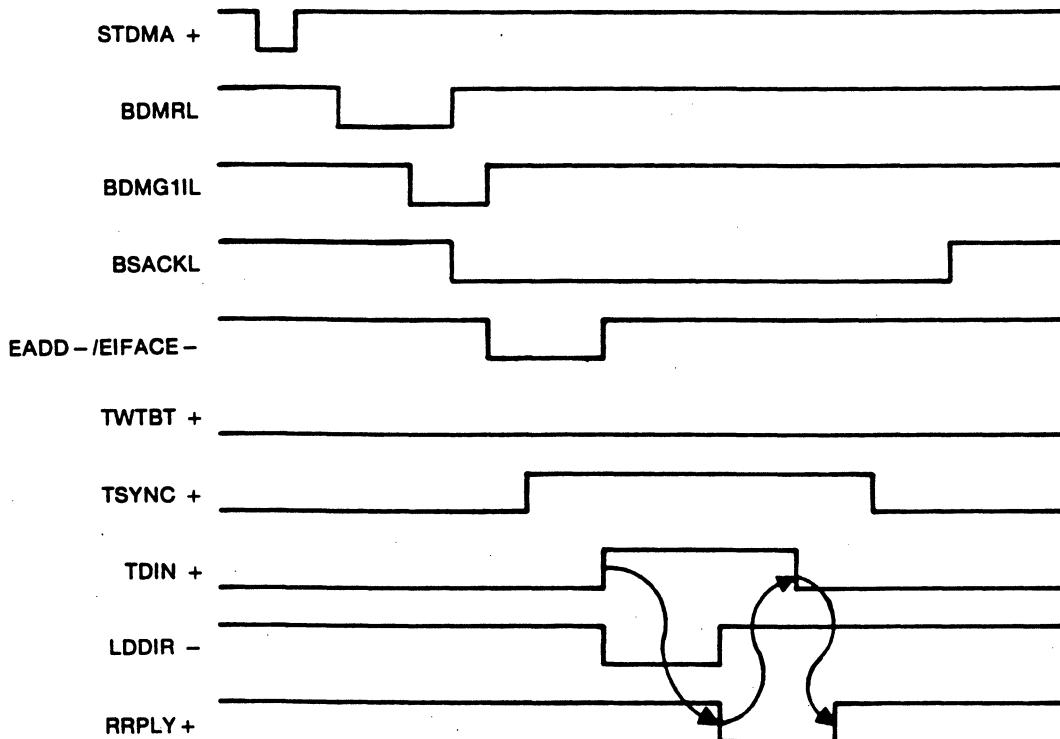 STDMA +
BDMRL
BDMG1IL
BSACKL
EADD – /EIFACE –
TWTBT +
TSYNC +
TDIN +
LDDIR –
RRPLY +